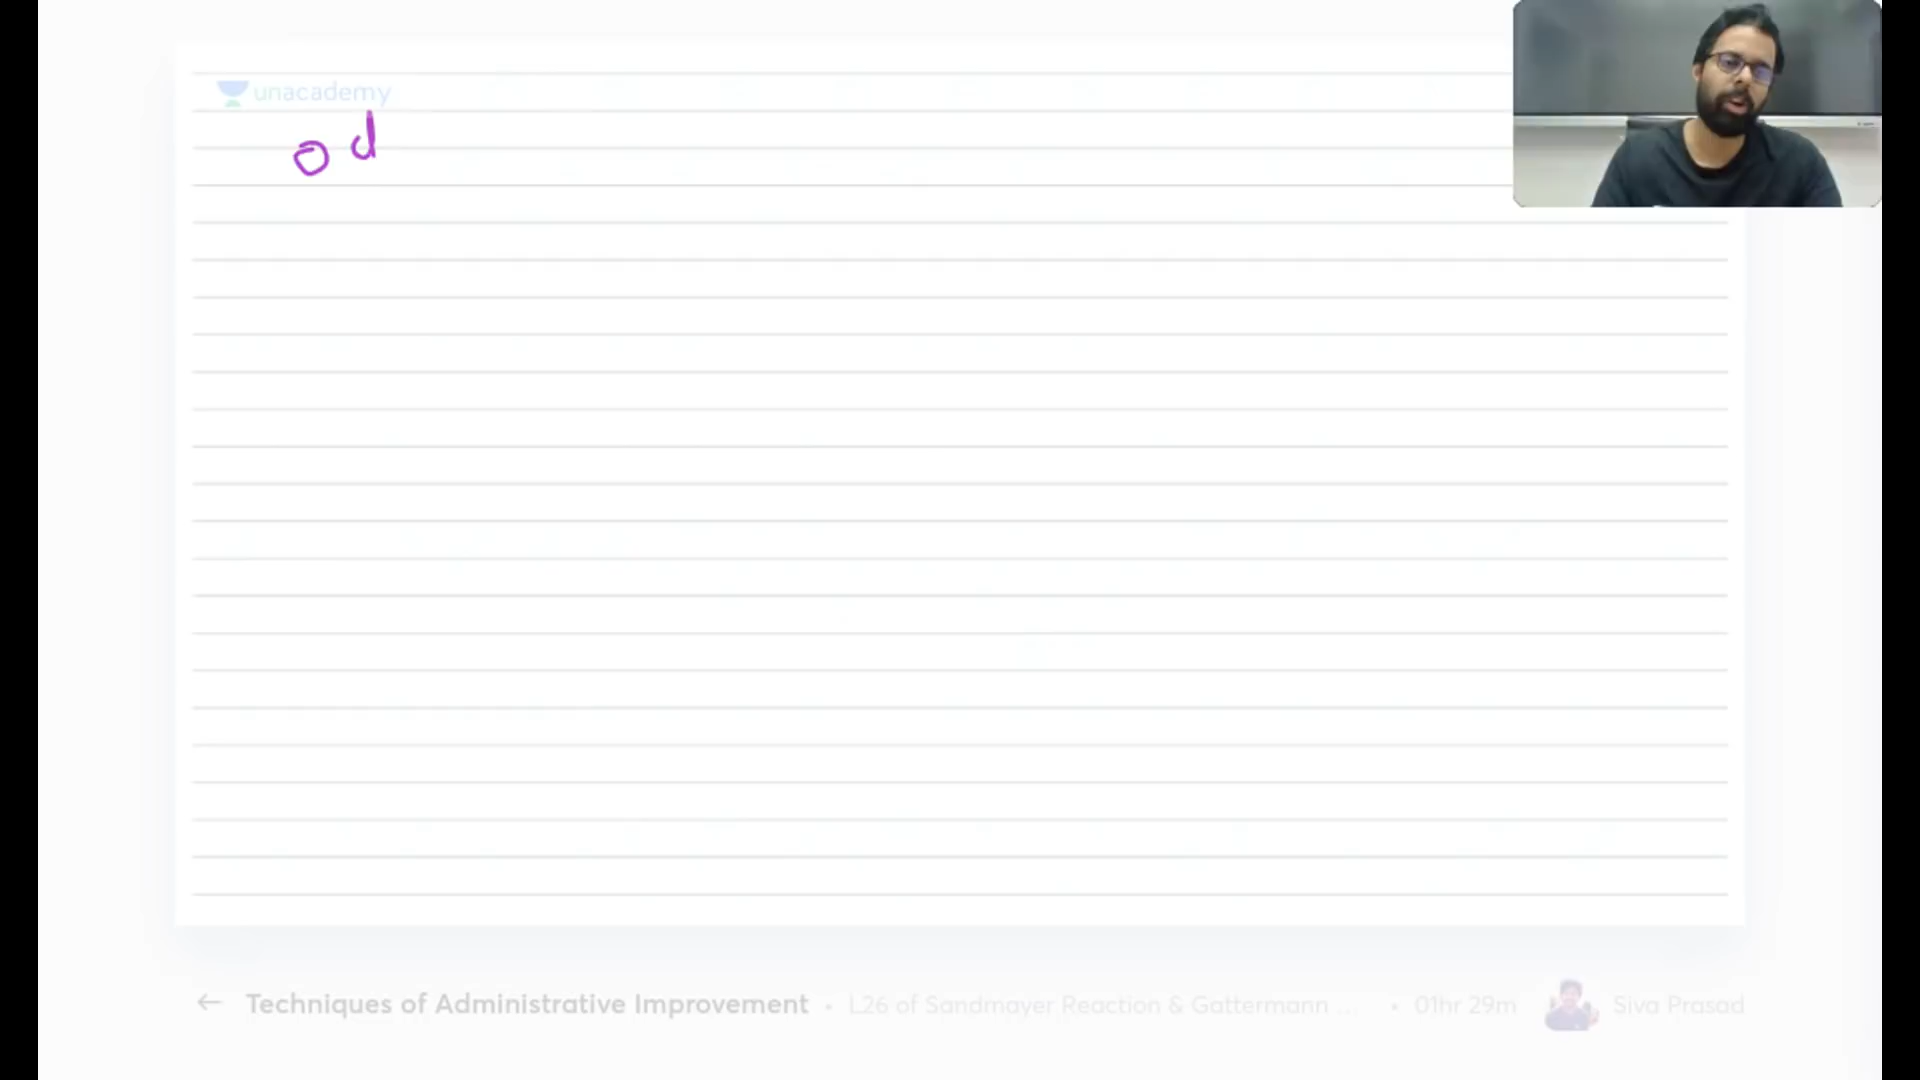 unacademy
o d
Techniques of Administrative Improvement • L26 of Sandmayer Reaction & Gattermann ... • 01hr 29m Siva Prasad